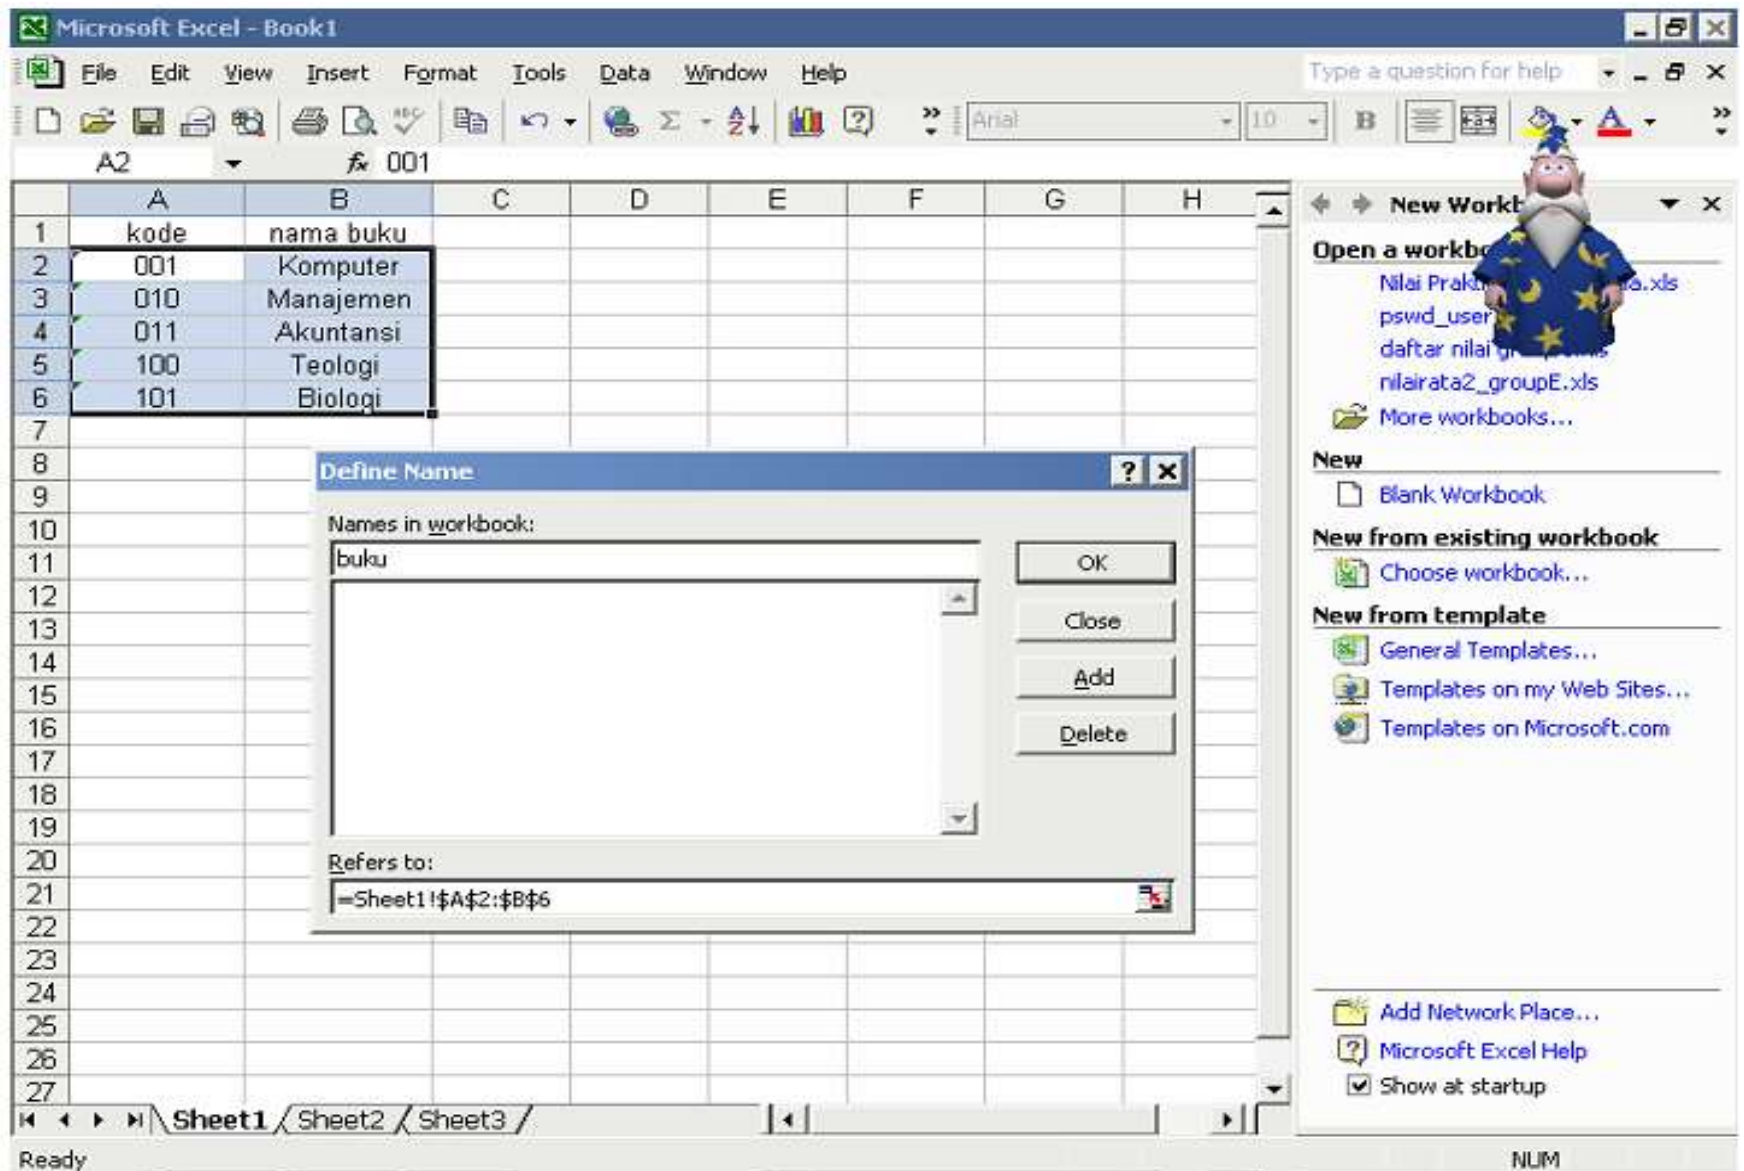 Microsoft Excel - Book1
File Edit View Insert Format Tools Data Window Help Type a question for help
Arial 10 B A
A2 fx 001
A B C D E F G H
1 kode nama buku
2 001 Komputer
3 010 Manajemen
4 011 Akuntansi
5 100 Teologi
6 101 Biologi
7
8
9
10
11
12
13
14
15
16
17
18
19
20
21
22
23
24
25
26
27
Define Name
Names in workbook:
buku
OK
Close
Add
Delete
Refers to:
=Sheet1!$A$2:$B$6
New
Open a
Nilai
pswd_user
daftar nilai
nilairata2_groupE.xls
More workbooks...
New
Blank Workbook
New from existing workbook
Choose workbook...
New from template
General Templates...
Templates on my Web Sites...
Templates on Microsoft.com
Add Network Place...
Microsoft Excel Help
Show at startup
Sheet1 Sheet2 Sheet3
Ready NUM